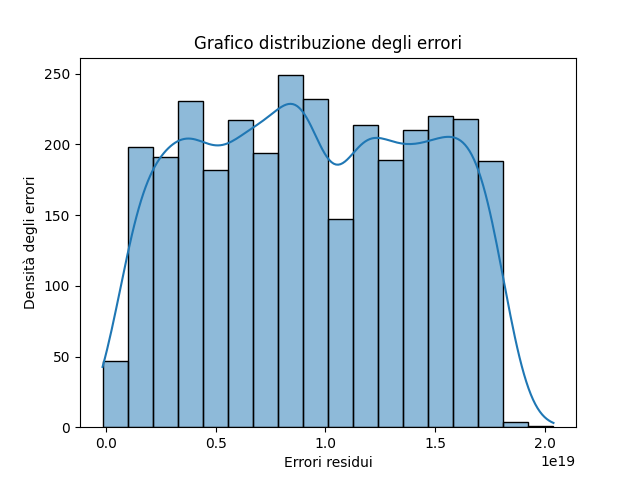 Grafico distribuzione degli errori
250
200
150
100
50
0
Densità degli errori
0.0 0.5 1.0 1.5 2.0
1e19
Errori residui